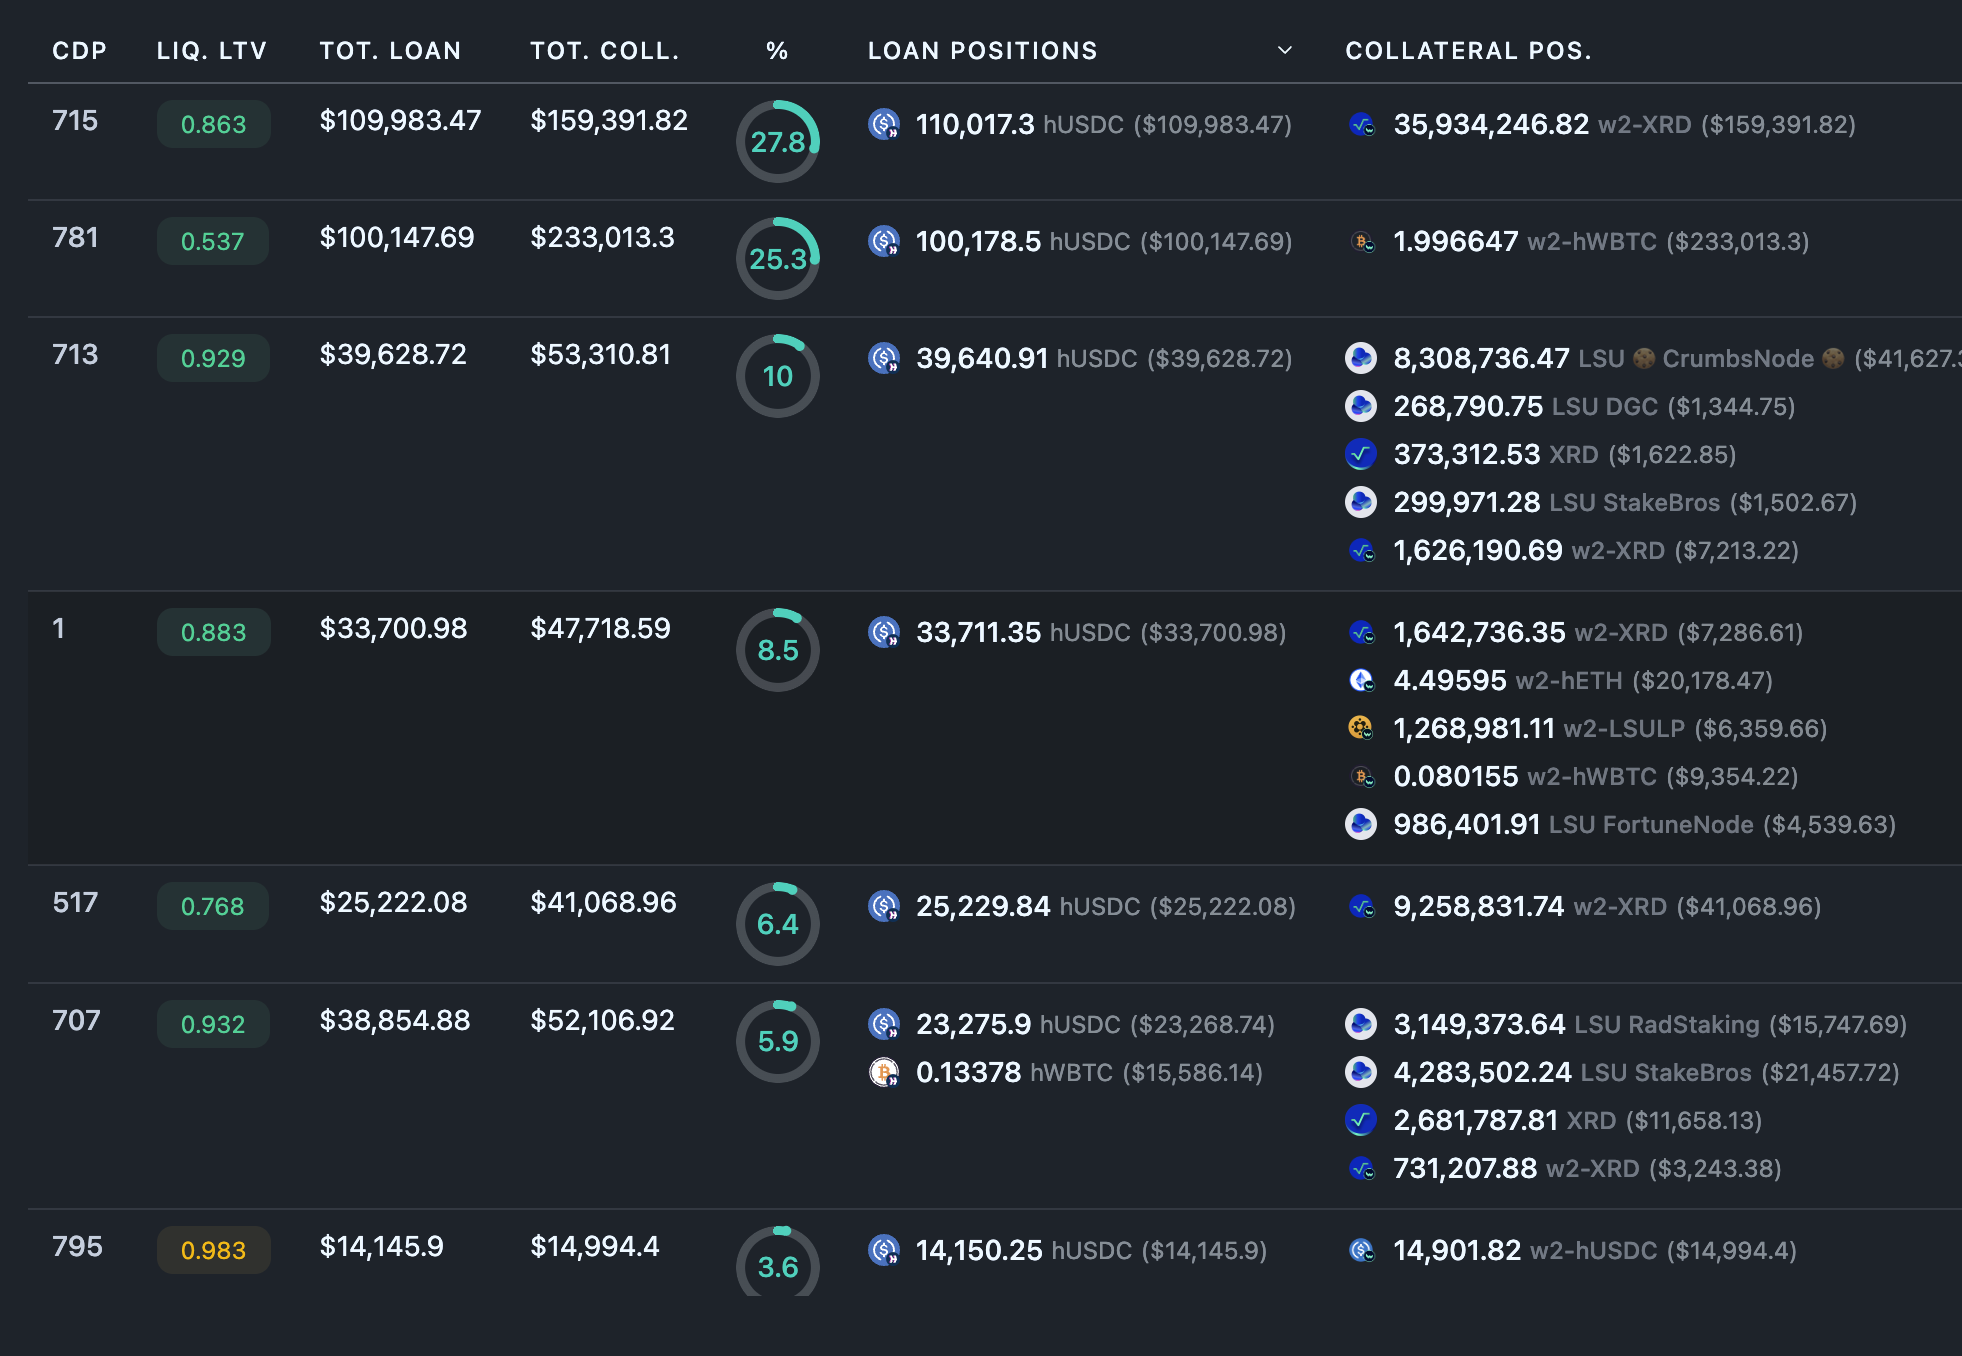 CDP LIQ. LTV TOT. LOAN TOT. COLL. % LOAN POSITIONS COLLATERAL POS.
715 0.863 $109,983.47 $159,391.82 27.8 110,017.3 hUSDC ($109,983.47) 35,934,246.82 w2-XRD ($159,391.82)
781 0.537 $100,147.69 $233,013.3 25.3 100,178.5 hUSDC ($100,147.69) 1.996647 w2-hWBTC ($233,013.3)
713 0.929 $39,628.72 $53,310.81 10 39,640.91 hUSDC ($39,628.72) 8,308,736.47 LSU 🍪 CrumbsNode 🍪 ($41,627.3
268,790.75 LSU DGC ($1,344.75)
373,312.53 XRD ($1,622.85)
299,971.28 LSU StakeBros ($1,502.67)
1,626,190.69 w2-XRD ($7,213.22)
1 0.883 $33,700.98 $47,718.59 8.5 33,711.35 hUSDC ($33,700.98) 1,642,736.35 w2-XRD ($7,286.61)
4.49595 w2-hETH ($20,178.47)
1,268,981.11 w2-LSULP ($6,359.66)
0.080155 w2-hWBTC ($9,354.22)
986,401.91 LSU FortuneNode ($4,539.63)
517 0.768 $25,222.08 $41,068.96 6.4 25,229.84 hUSDC ($25,222.08) 9,258,831.74 w2-XRD ($41,068.96)
707 0.932 $38,854.88 $52,106.92 5.9 23,275.9 hUSDC ($23,268.74) 3,149,373.64 LSU RadStaking ($15,747.69)
0.13378 hWBTC ($15,586.14) 4,283,502.24 LSU StakeBros ($21,457.72)
2,681,787.81 XRD ($11,658.13)
731,207.88 w2-XRD ($3,243.38)
795 0.983 $14,145.9 $14,994.4 3.6 14,150.25 hUSDC ($14,145.9) 14,901.82 w2-hUSDC ($14,994.4)